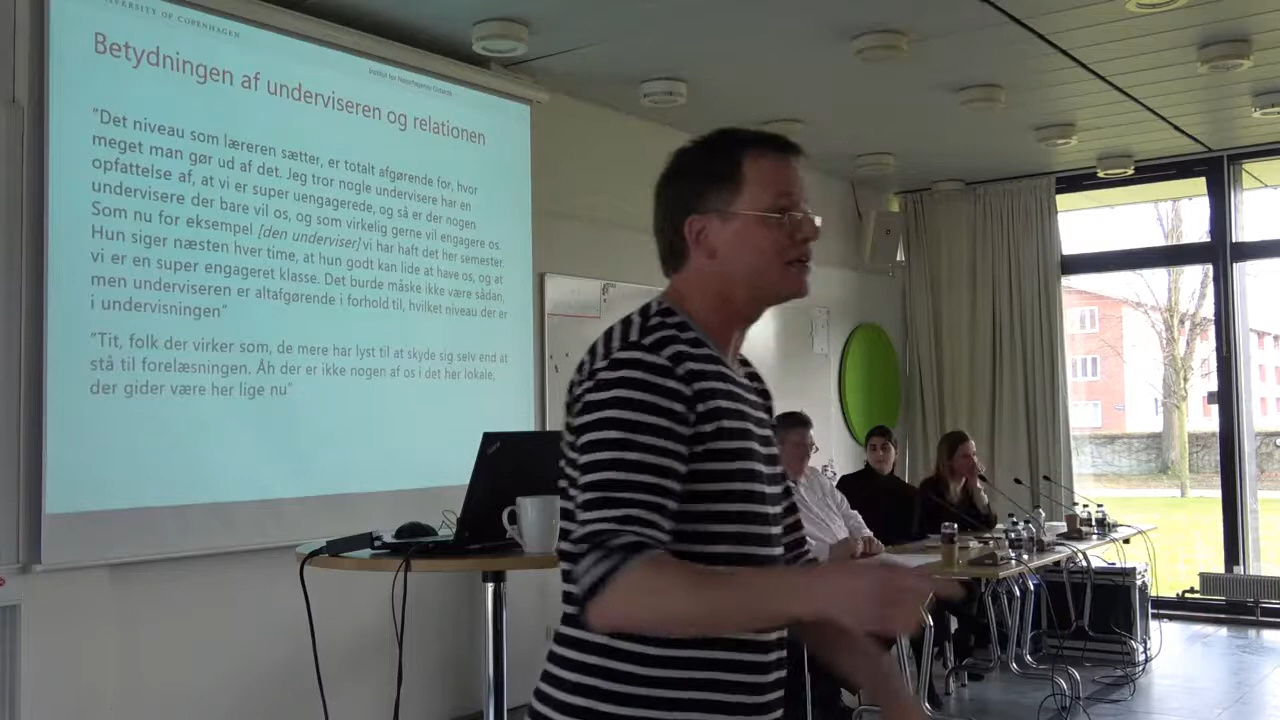 UNIVERSITY OF COPENHAGEN
Institut for Naturfagenes Didaktik
Betydningen af underviseren og relationen
"Det niveau som læreren sætter, er totalt afgørende for, hvor
meget man gør ud af det. Jeg tror nogle undervisere har en
opfattelse af, at vi er super uengagerede, og så er der nogen
undervisere der bare vil os, og som virkelig gerne vil engagere os.
Som nu for eksempel [den underviser] vi har haft det her semester.
Hun siger næsten hver time, at hun godt kan lide at have os, og at
vi er en super engageret klasse. Det burde måske ikke være sådan,
men underviseren er altafgørende i forhold til, hvilket niveau der er
i undervisningen"
"Tit, folk der virker som, de mere har lyst til at skyde sig selv end at
stå til forelæsningen. Åh der er ikke nogen af os i det her lokale,
der gider være her lige nu"